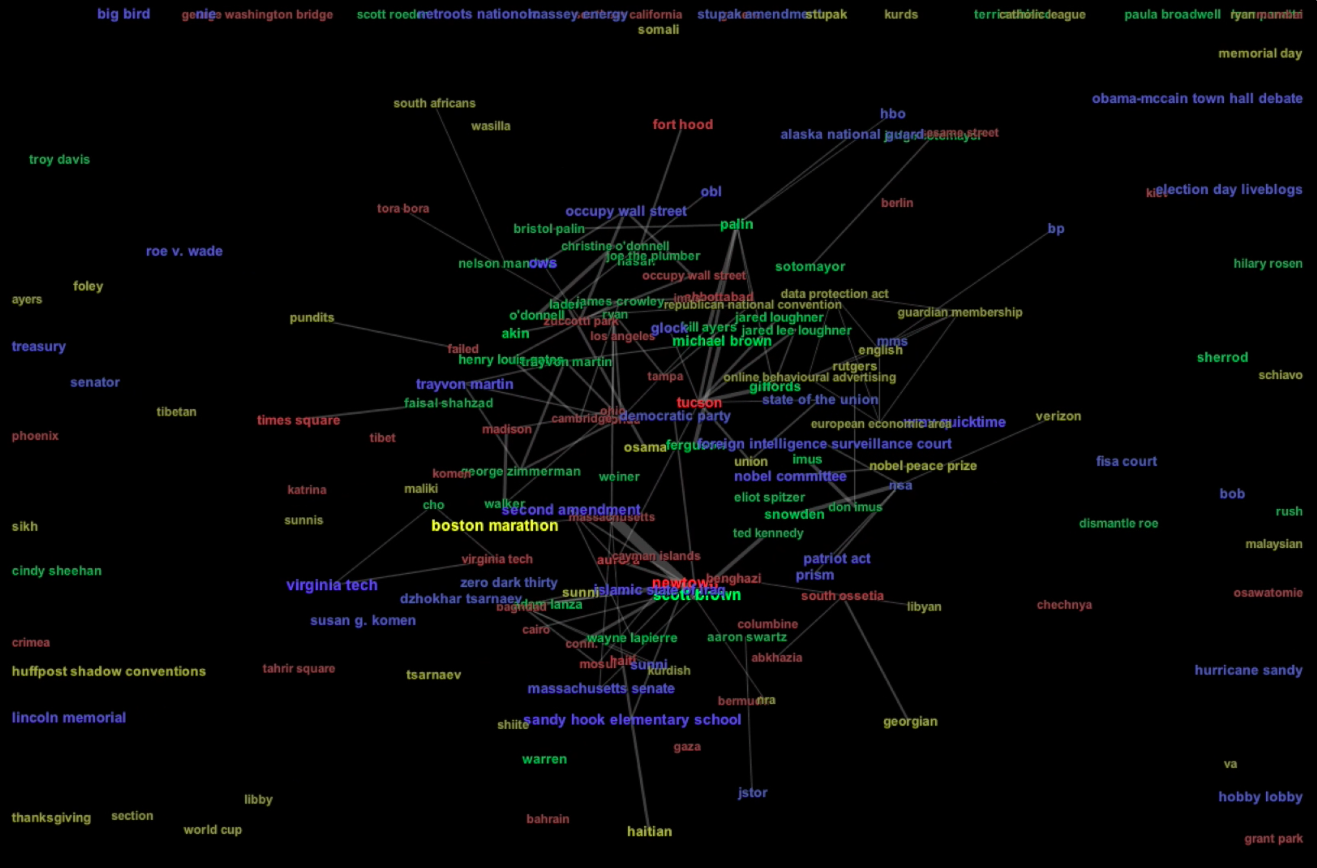 big bird
george washington bridge
netroots nation
massey energy
stupak amendment
stupak
kurds
catholic league
paula broadwell
somali
memorial day
south africans
obama-mccain town hall debate
hbo
wasilla
fort hood
alaska national guard
sesame street
troy davis
obl
election day liveblogs
tora bora
berlin
occupy wall street
palin
bristol palin
bp
christine o'donnell
roe v. wade
joe the plumber
hasan
nelson mandela
ows
sotomayor
hilary rosen
occupy wall street
foley
data protection act
ayers
abbottabad
laden
james crowley
republican national convention
guardian membership
o'donnell
ryan
pundits
jared loughner
zuccotti park
glock
bill ayers
jared lee loughner
akin
los angeles
michael brown
mms
treasury
failed
english
henry louis gates
trayvon martin
sherrod
rutgers
tampa
online behavioural advertising
schiavo
senator
trayvon martin
giffords
faisal shahzad
tucson
state of the union
tibetan
ohio
democratic party
verizon
times square
cambridge
european economic area
quicktime
madison
phoenix
tibet
osama
ferguson
foreign intelligence surveillance court
union
imus
nobel peace prize
fisa court
komen
george zimmerman
weiner
nobel committee
nsa
katrina
maliki
bob
eliot spitzer
cho
walker
second amendment
don imus
rush
snowden
massachusetts
sunnis
sikh
boston marathon
dismantle roe
ted kennedy
malaysian
cayman islands
virginia tech
aurora
patriot act
cindy sheehan
prism
benghazi
virginia tech
zero dark thirty
newtown
islamic state of iraq
sunni
osawatomie
scott brown
south ossetia
dzhokhar tsarnaev
adam lanza
baghdad
libyan
chechnya
susan g. komen
columbine
cairo
wayne lapierre
aaron swartz
crimea
conn.
abkhazia
mosul
haiti
sunni
tahrir square
huffpost shadow conventions
kurdish
hurricane sandy
tsarnaev
massachusetts senate
nra
lincoln memorial
shiite
sandy hook elementary school
georgian
gaza
warren
va
jstor
hobby lobby
libby
thanksgiving
section
bahrain
world cup
haitian
grant park